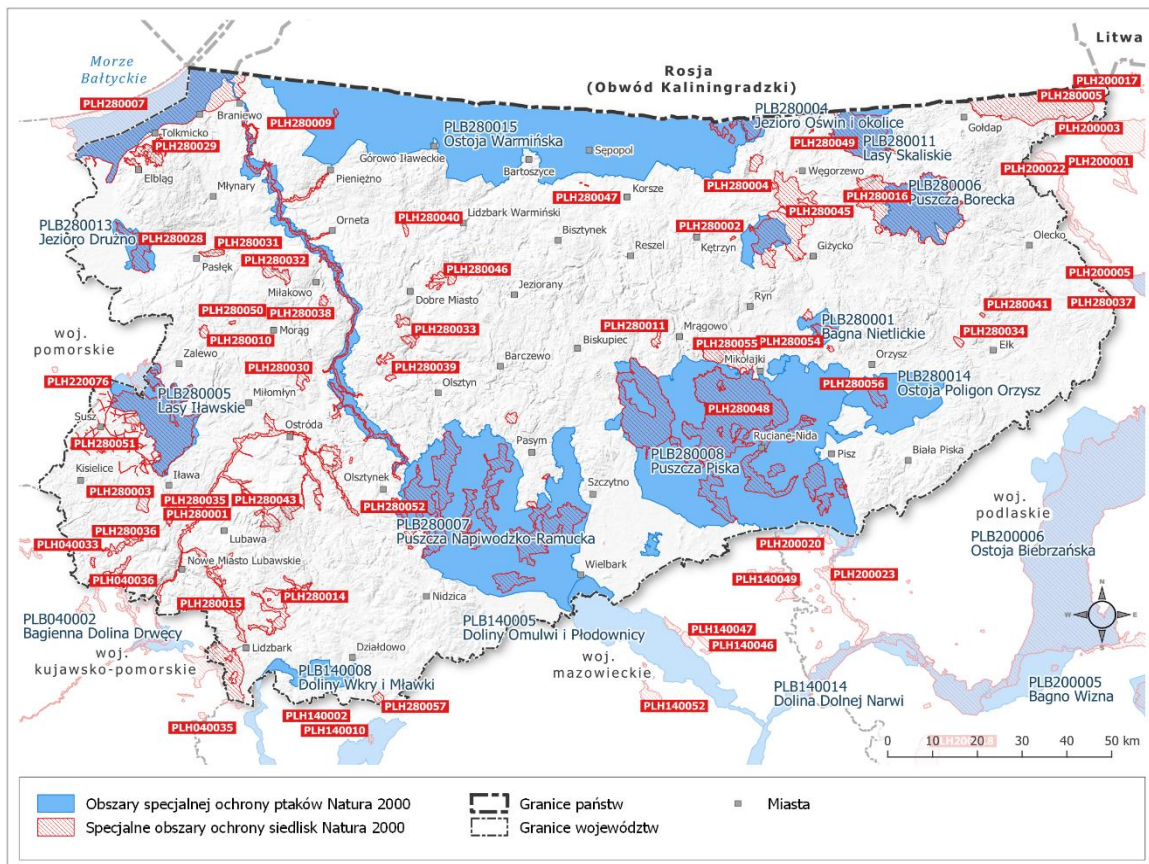 Litwa
Morze
Bałtyckie
Rosja
(Obwód Kaliningradzki)
PLH200017
PLH280007
PLH280005
Braniewo
PLH280009
PLB280004
Jezioro Oświn i okolice
Gołdap
PLH200003
Tolkmicko
PLH280029
PLB280015
Ostoja Warmińska
Sępopol
PLH280049
PLB280011
Lasy Skaliskie
Górowo Iławeckie
Bartoszyce
PLH200001
PLH200022
Elbląg
Młynary
Pieniężno
Węgorzewo
PLH280004
PLH280047
Korsze
PLH280016
PLB280006
Puszcza Borecka
PLH280045
PLB280013
Jezioro Drużno
PLH280028
PLH280031
PLH280032
Pasłęk
Orneta
PLH280040
Lidzbark Warmiński
Bisztynek
Reszel
PLH280002
Kętrzyn
Giżycko
Olecko
PLH200005
PLH280037
PLH280046
Dobre Miasto
Jeziorany
Miłakowo
PLH280038
PLH280050
Morąg
PLH280010
PLH280033
Ryn
PLH280041
PLB280001
Bagna Nietlickie
PLH280034
Ełk
woj.
pomorskie
Zalewo
PLH280011
Mrągowo
PLH280055
PLH280054
Mikołajki
Orzysz
Biskupiec
Barczewo
PLH280039
Olsztyn
PLH280030
Miłomłyn
PLH220076
PLB280005
Lasy Iławskie
Susz
PLH280051
PLH280056
PLB280014
Ostoja Poligon Orzysz
PLH280048
Ostróda
Pasym
Ruciane-Nida
PLB280008
Puszcza Piska
Pisz
Biała Piska
Kisielice
Iława
PLH280003
PLH280035
PLH280043
PLH280001
Olsztynek
PLH280052
Szczytno
PLB280007
Puszcza Napiwodzko-Ramucka
woj.
podlaskie
PLH280036
PLH040033
Lubawa
PLB200006
Ostoja Biebrzańska
PLH200020
Nowe Miasto Lubawskie
PLH040036
Wielbark
PLH140049
PLH200023
PLH280015
PLH280014
Nidzica
N
W
E
S
PLB040002
Bagienna Dolina Drwęcy
PLB140005
Doliny Omulwi i Płodownicy
PLH140047
PLH140046
woj.
kujawsko-pomorskie
Lidzbark
Działdowo
woj.
mazowieckie
PLB140008
Doliny Wkry i Mławki
PLB140014
Dolina Dolnej Narwi
PLB200005
Bagno Wizna
PLH280057
PLH140052
PLH140002
PLH040035
PLH140010
0 10 20 30 40 50 km
Obszary specjalnej ochrony ptaków Natura 2000
Specjalne obszary ochrony siedlisk Natura 2000
Granice państw
Granice województw
Miasta